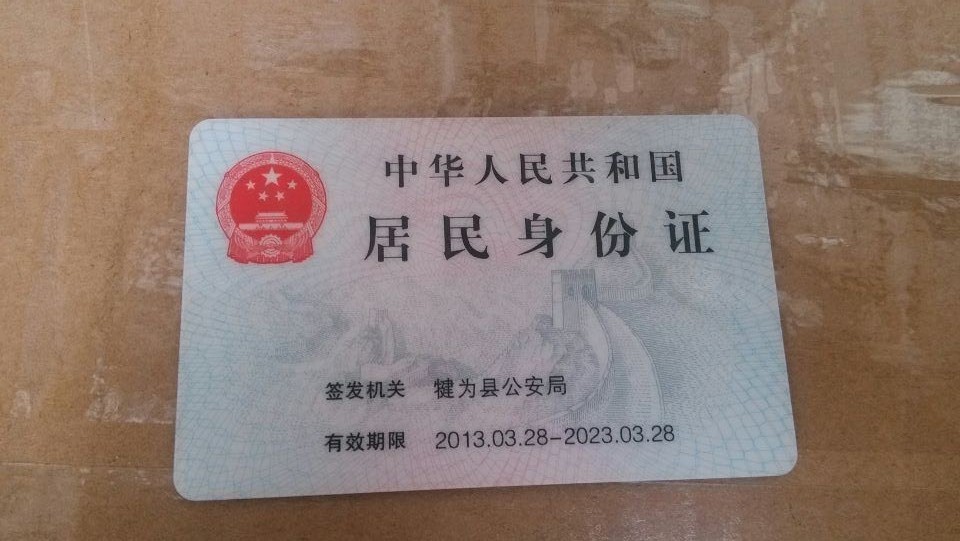 中华人民共和国
居民身份证
签发机关 犍为县公安局
有效期限 2013.03.28-2023.03.28